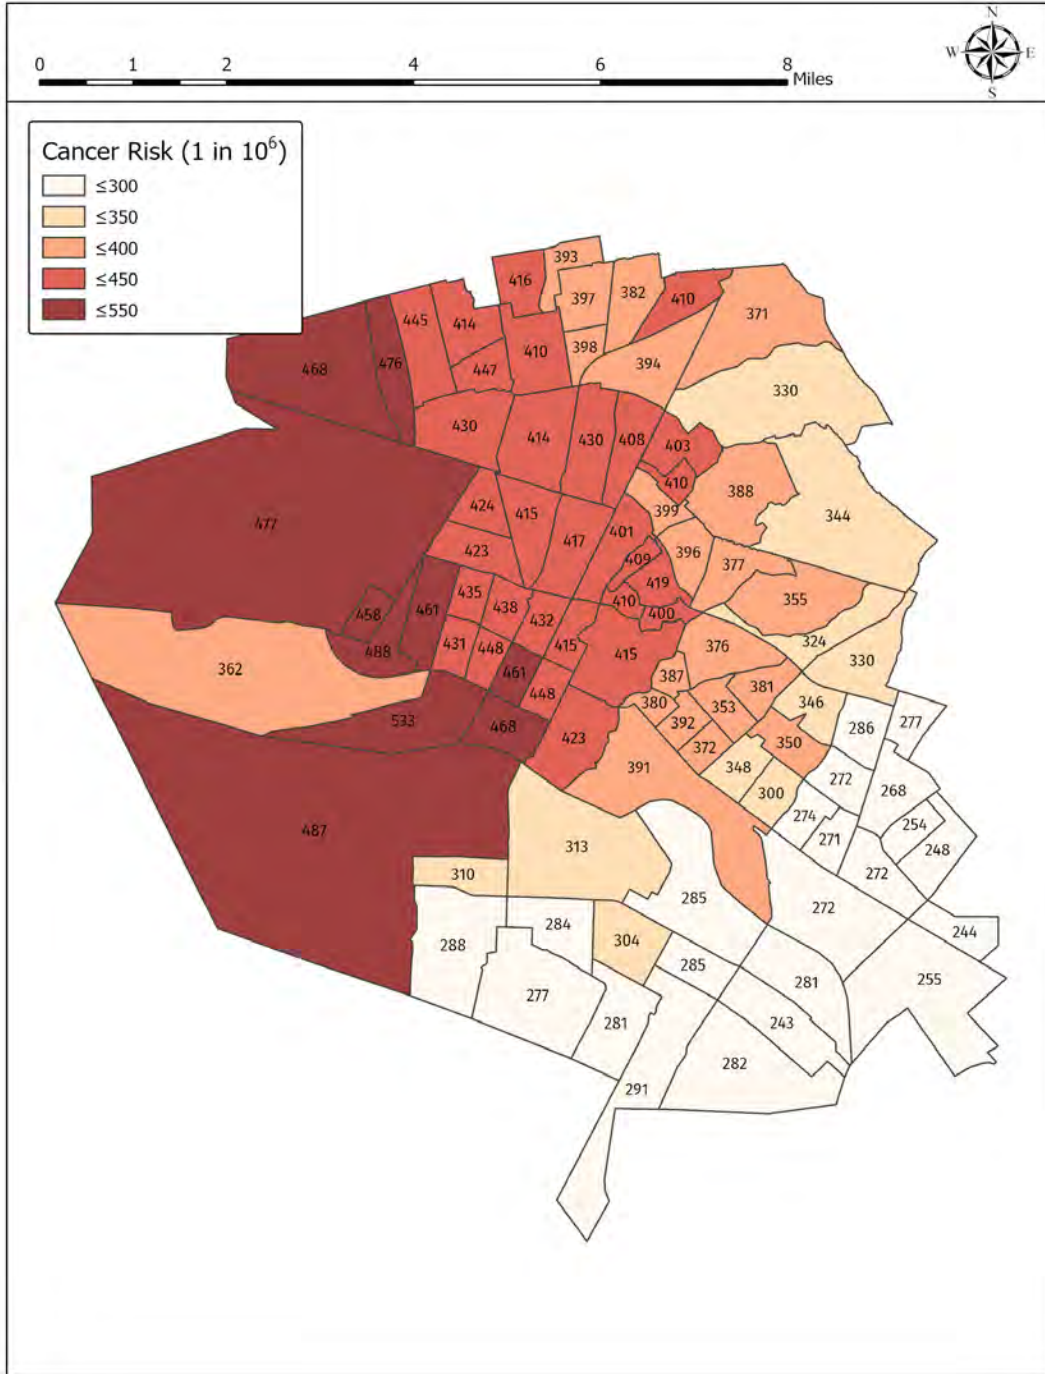 N
W E
S
0 1 2 4 6 8 Miles
Cancer Risk (1 in 10⁶)
≤300
≤350
≤400
≤450
≤550
393
416
397 382 410
371
445 414
468 476 447 410 398 394
330
430 414 430 408 403
410 388
424 415 399 344
477 417 401
423 409 396 377
419
458 461 435 438 410 400 355
432
488 431 448 415 415 376 324
362 461 387 330
448 380 353 381 346
533 468 423 392 350 286 277
372
391 348 272
300 268
487 274 254
313 271 248
310 272
285 272
284 244
288 304
285 281 255
277
281 243
282
291